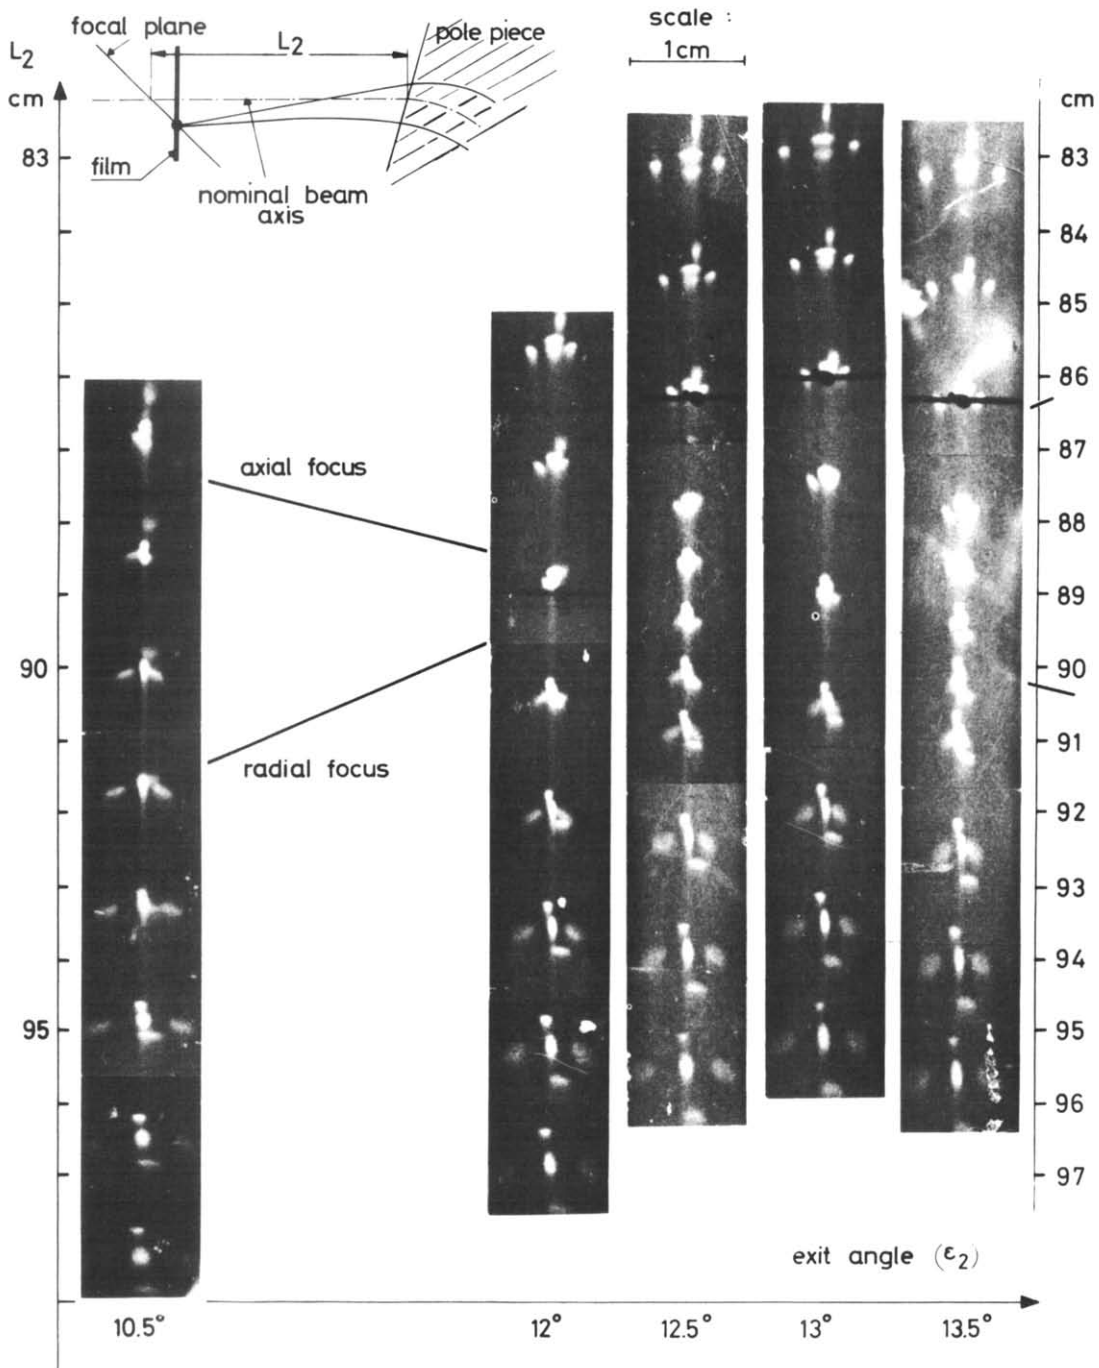 focal plane
L2
cm
L2
pole piece
film
nominal beam
axis
scale :
1cm
cm
83
90
95
83
84
85
86
87
88
89
90
91
92
93
94
95
96
97
axial focus
radial focus
exit angle (ε2)
10.5°
12°
12.5°
13°
13.5°